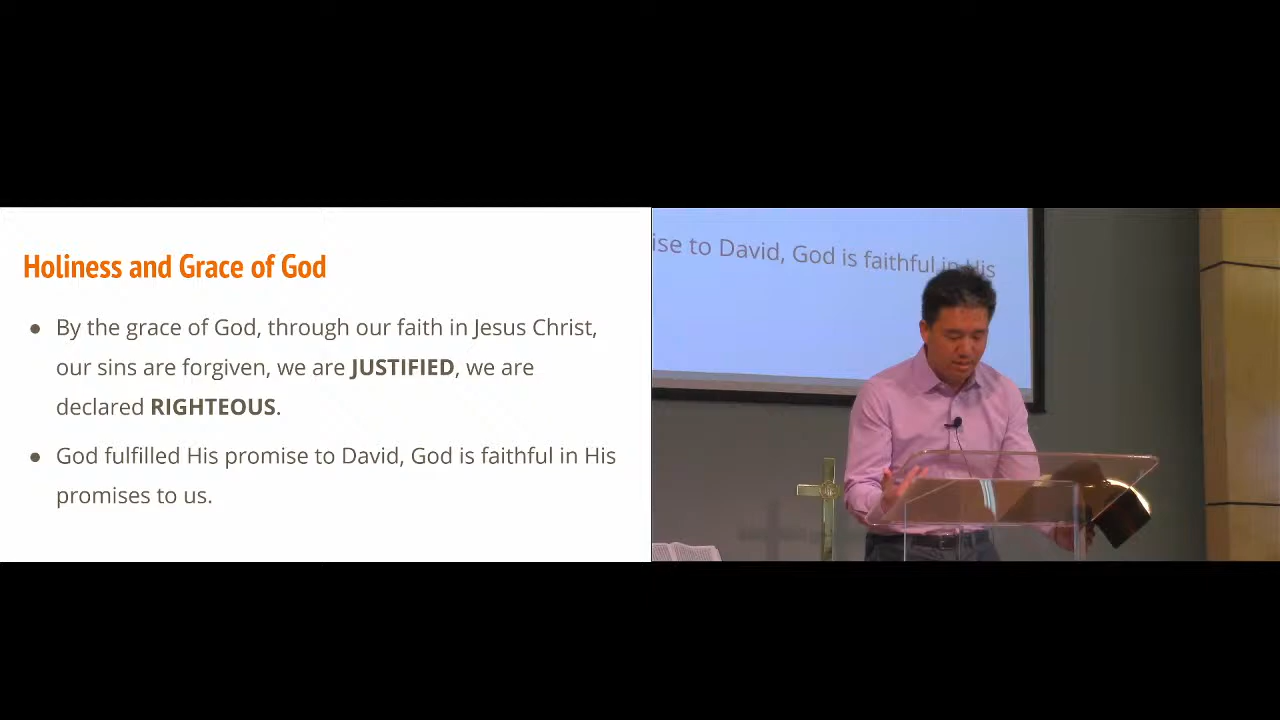 Holiness and Grace of God
● By the grace of God, through our faith in Jesus Christ,
our sins are forgiven, we are JUSTIFIED, we are
declared RIGHTEOUS.
● God fulfilled His promise to David, God is faithful in His
promises to us.
ise to David, God is faithful in His